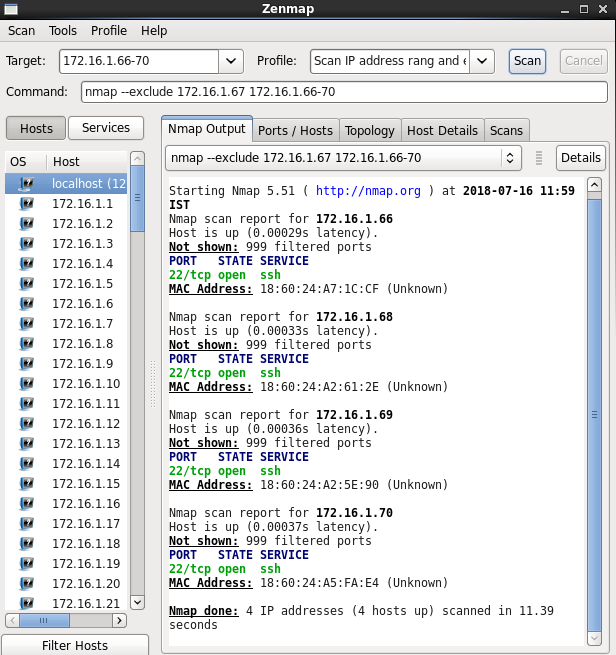 Zenmap
Scan Tools Profile Help
Target: 172.16.1.66-70 Profile: Scan IP address rang and e Scan Cancel
Command: nmap --exclude 172.16.1.67 172.16.1.66-70
Hosts Services
OS Host
localhost (12
172.16.1.1
172.16.1.2
172.16.1.3
172.16.1.4
172.16.1.5
172.16.1.6
172.16.1.7
172.16.1.8
172.16.1.9
172.16.1.10
172.16.1.11
172.16.1.12
172.16.1.13
172.16.1.14
172.16.1.15
172.16.1.16
172.16.1.17
172.16.1.18
172.16.1.19
172.16.1.20
172.16.1.21
Filter Hosts
Nmap Output Ports / Hosts Topology Host Details Scans
nmap --exclude 172.16.1.67 172.16.1.66-70 Details
Starting Nmap 5.51 ( http://nmap.org ) at 2018-07-16 11:59
IST
Nmap scan report for 172.16.1.66
Host is up (0.00029s latency).
Not shown: 999 filtered ports
PORT   STATE SERVICE
22/tcp open  ssh
MAC Address: 18:60:24:A7:1C:CF (Unknown)
Nmap scan report for 172.16.1.68
Host is up (0.00033s latency).
Not shown: 999 filtered ports
PORT   STATE SERVICE
22/tcp open  ssh
MAC Address: 18:60:24:A2:61:2E (Unknown)
Nmap scan report for 172.16.1.69
Host is up (0.00036s latency).
Not shown: 999 filtered ports
PORT   STATE SERVICE
22/tcp open  ssh
MAC Address: 18:60:24:A2:5E:90 (Unknown)
Nmap scan report for 172.16.1.70
Host is up (0.00037s latency).
Not shown: 999 filtered ports
PORT   STATE SERVICE
22/tcp open  ssh
MAC Address: 18:60:24:A5:FA:E4 (Unknown)
Nmap done: 4 IP addresses (4 hosts up) scanned in 11.39
seconds